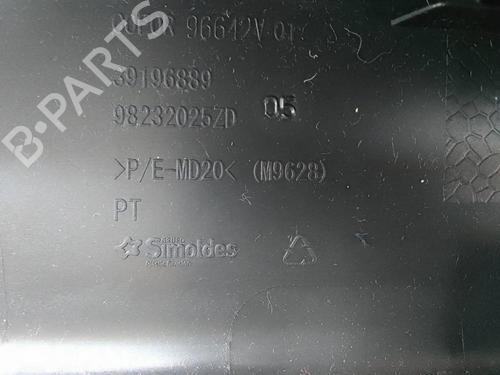 96642V 01
39196889
98232025ZD 05
>P/E-MD20< (M9628)
PT
Simoldes
B-PARTS